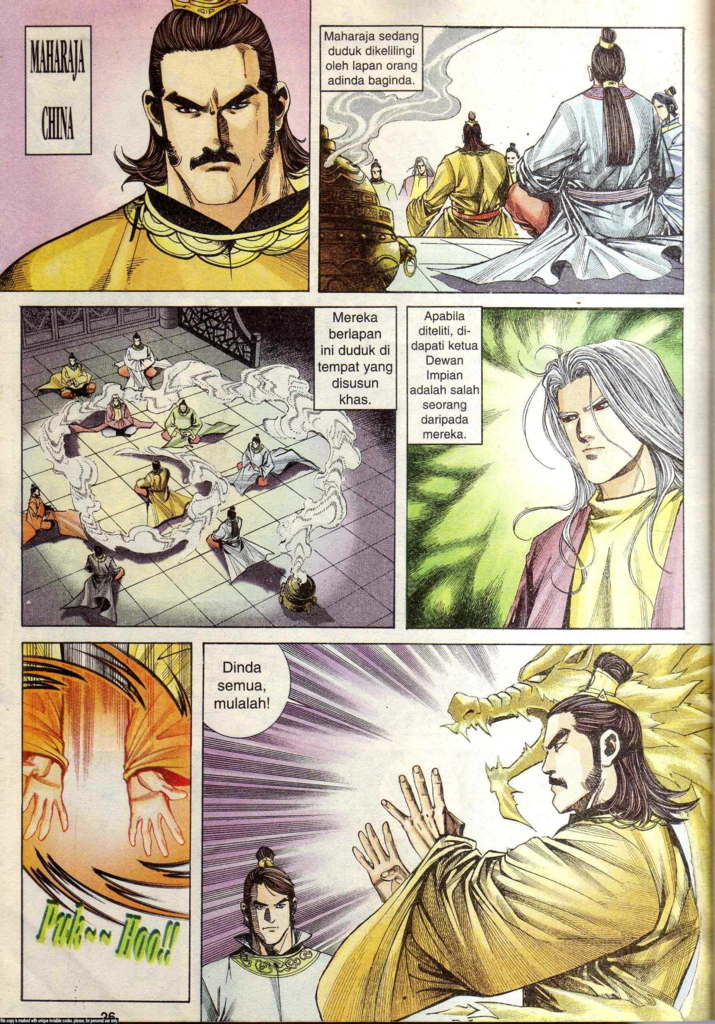 MAHARAJA
CHINA
Maharaja sedang
duduk dikelilingi
oleh lapan orang
adinda baginda.
Mereka
berlapan
ini duduk di
tempat yang
disusun
khas.
Apabila
diteliti, di-
dapati ketua
Dewan
Impian
adalah salah
seorang
daripada
mereka.
Puk~~ Hoo!!
Dinda
semua,
mulalah!
26